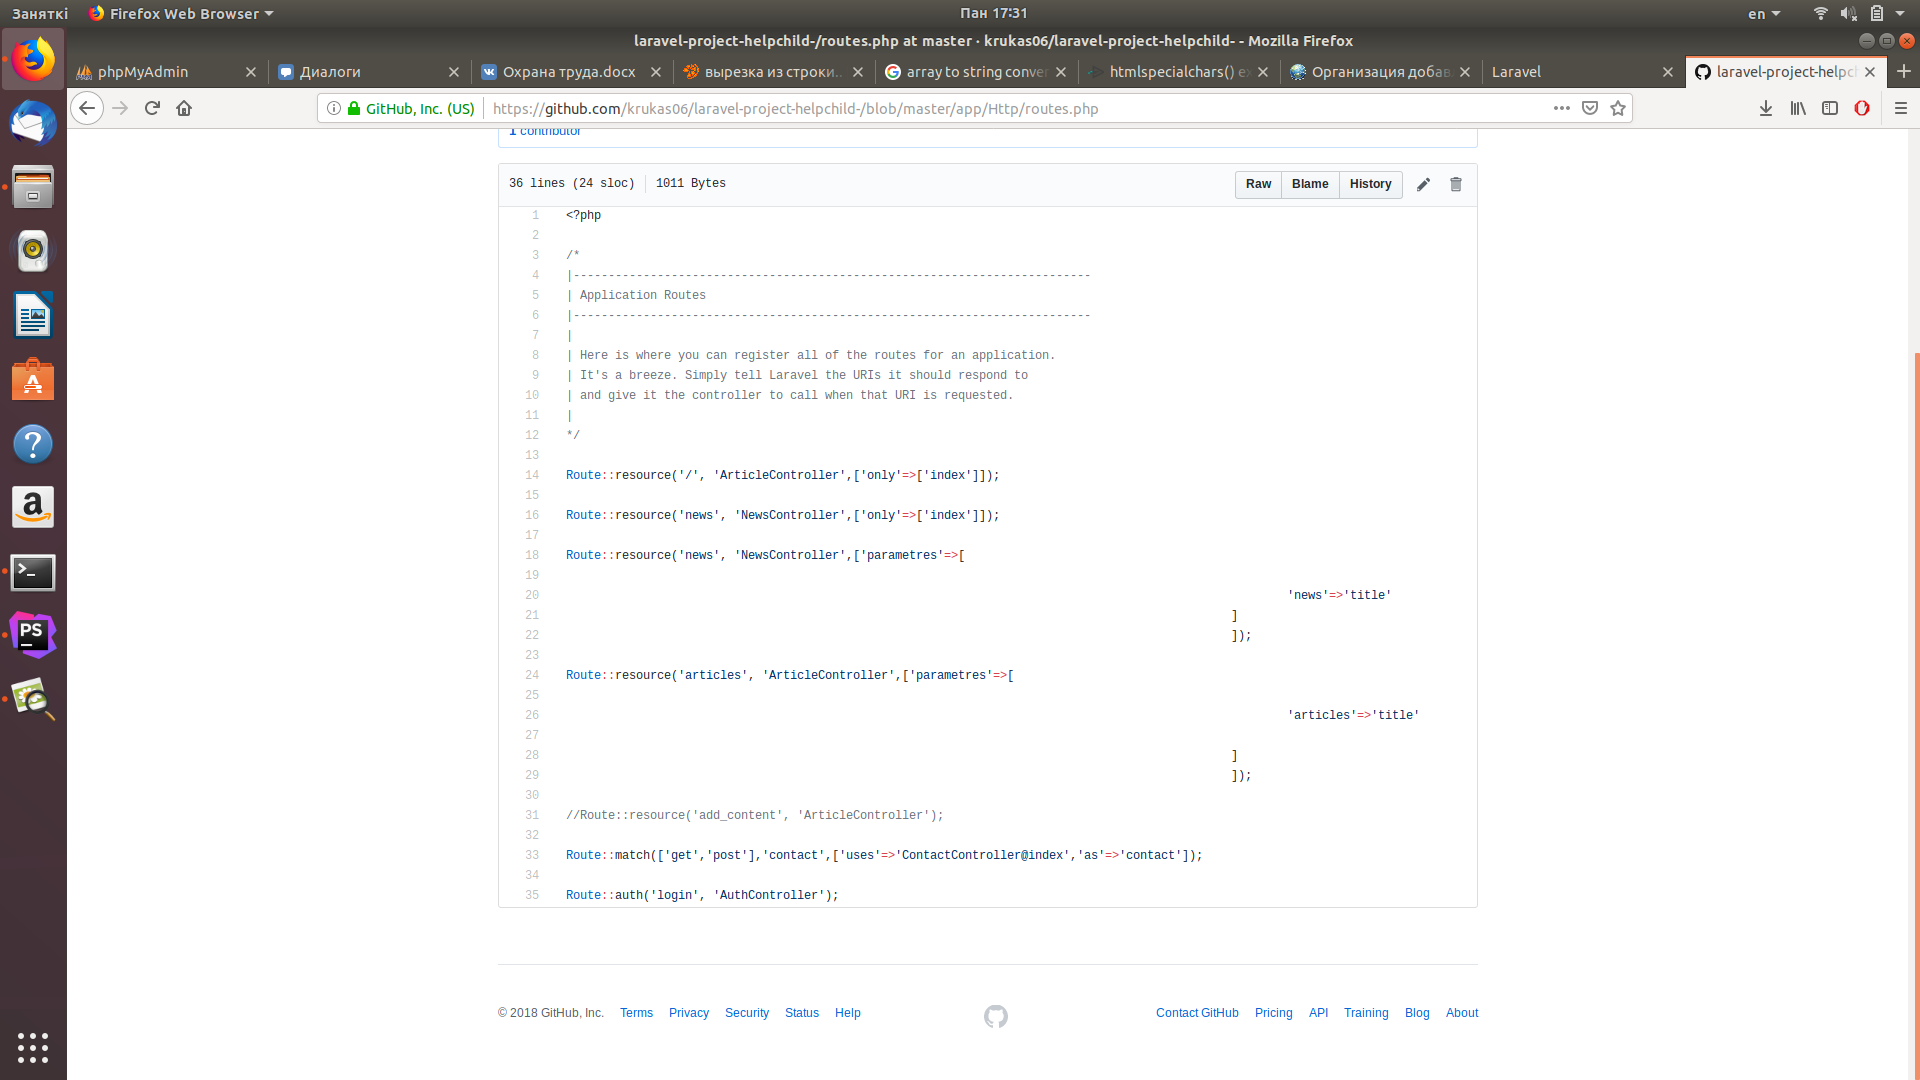 Заняткі Firefox Web Browser Пан 17:31 en
laravel-project-helpchild-/routes.php at master · krukas06/laravel-project-helpchild- - Mozilla Firefox
phpMyAdmin Диалоги Охрана труда.docx вырезка из строки… array to string conver htmlspecialchars() ex Организация добав Laravel laravel-project-helpc
GitHub, Inc. (US) https://github.com/krukas06/laravel-project-helpchild-/blob/master/app/Http/routes.php
1 contributor
36 lines (24 sloc) 1011 Bytes Raw Blame History
1 <?php
2
3 /*
4 |--------------------------------------------------------------------------
5 | Application Routes
6 |--------------------------------------------------------------------------
7 |
8 | Here is where you can register all of the routes for an application.
9 | It's a breeze. Simply tell Laravel the URIs it should respond to
10 | and give it the controller to call when that URI is requested.
11 |
12 */
13
14 Route::resource('/', 'ArticleController',['only'=>['index']]);
15
16 Route::resource('news', 'NewsController',['only'=>['index']]);
17
18 Route::resource('news', 'NewsController',['parametres'=>[
19
20 'news'=>'title'
21 ]
22 ]);
23
24 Route::resource('articles', 'ArticleController',['parametres'=>[
25
26 'articles'=>'title'
27
28 ]
29 ]);
30
31 //Route::resource('add_content', 'ArticleController');
32
33 Route::match(['get','post'],'contact',['uses'=>'ContactController@index','as'=>'contact']);
34
35 Route::auth('login', 'AuthController');
© 2018 GitHub, Inc. Terms Privacy Security Status Help Contact GitHub Pricing API Training Blog About